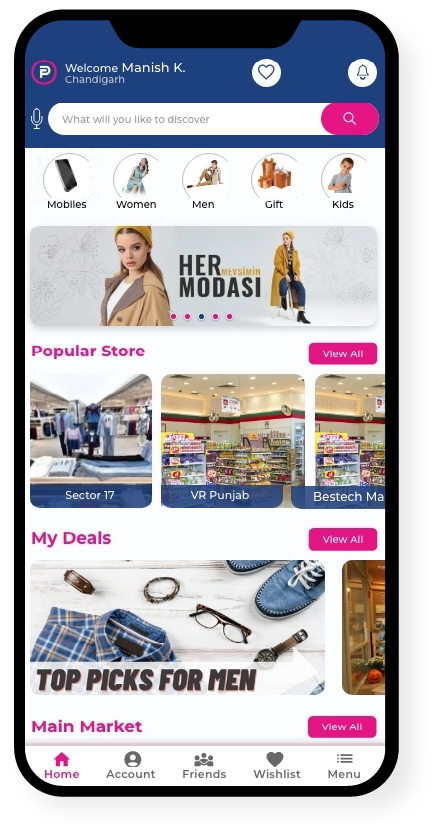 Welcome Manish K.
Chandigarh
What will you like to discover
Mobiles
Women
Men
Gift
Kids
HER
MEVSİMİN
MODASI
Popular Store
View All
Sector 17
VR Punjab
Bestech Ma
My Deals
View All
TOP PICKS FOR MEN
Main Market
View All
Home
Account
Friends
Wishlist
Menu